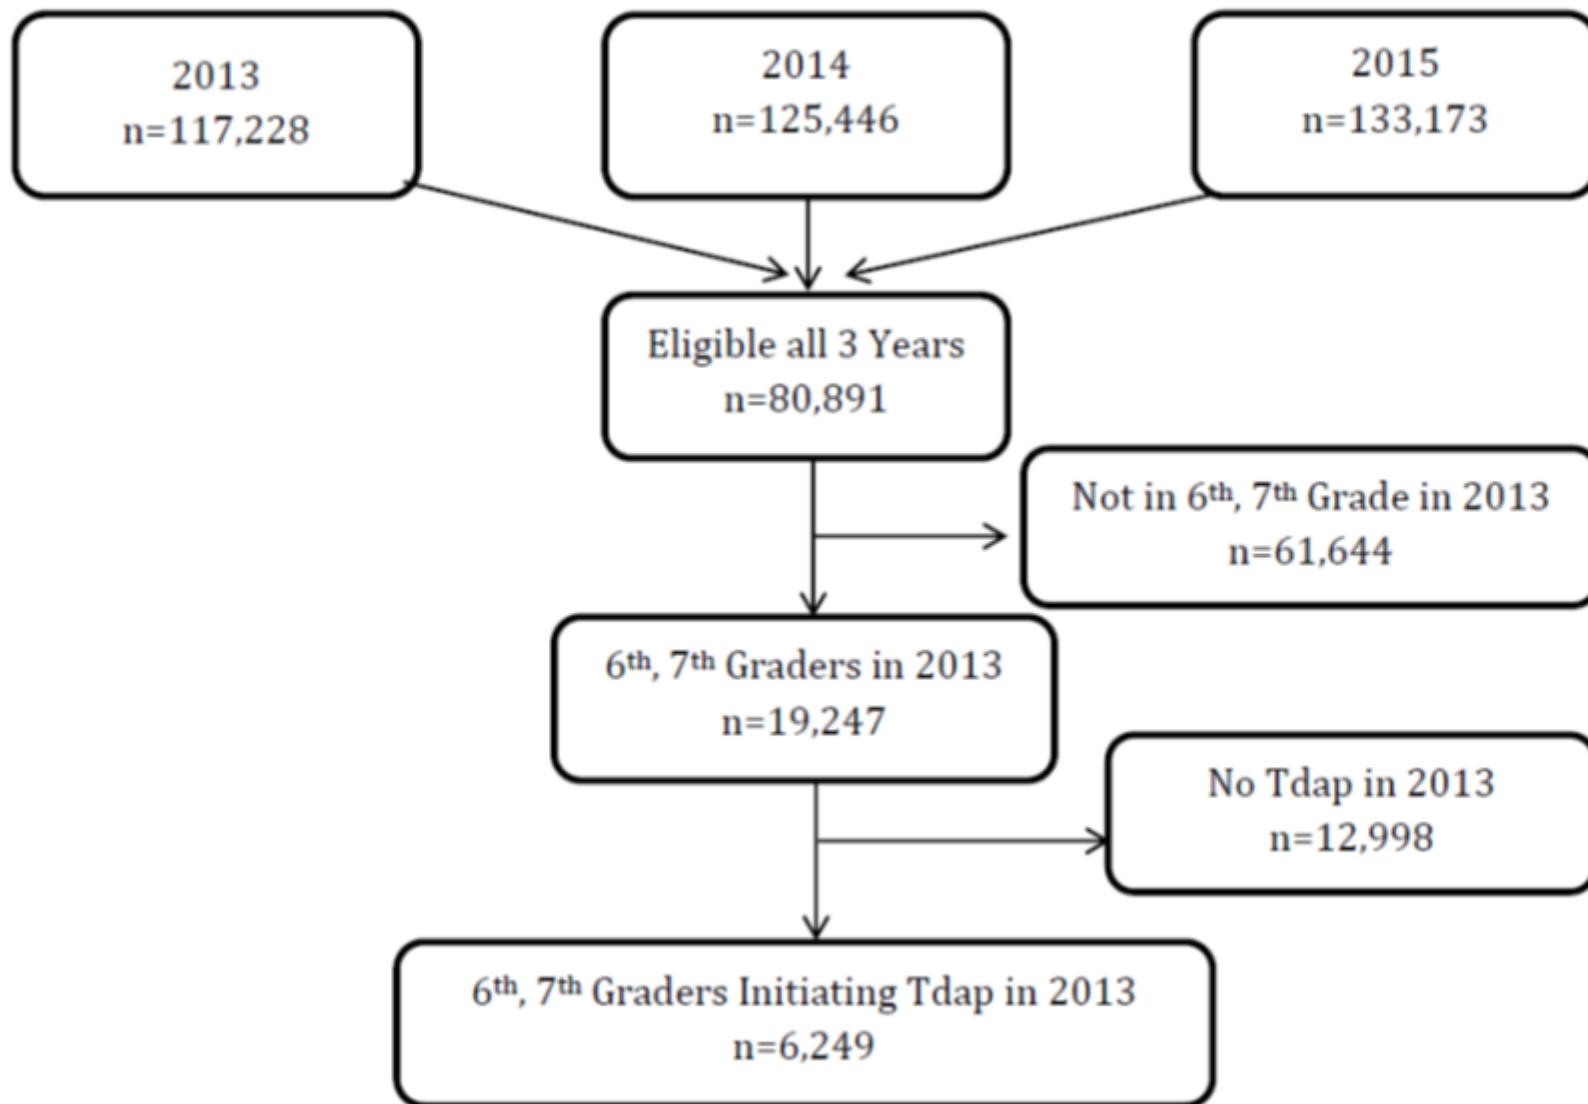 2013
n=117,228
2014
n=125,446
2015
n=133,173
Eligible all 3 Years
n=80,891
Not in 6th, 7th Grade in 2013
n=61,644
6th, 7th Graders in 2013
n=19,247
No Tdap in 2013
n=12,998
6th, 7th Graders Initiating Tdap in 2013
n=6,249